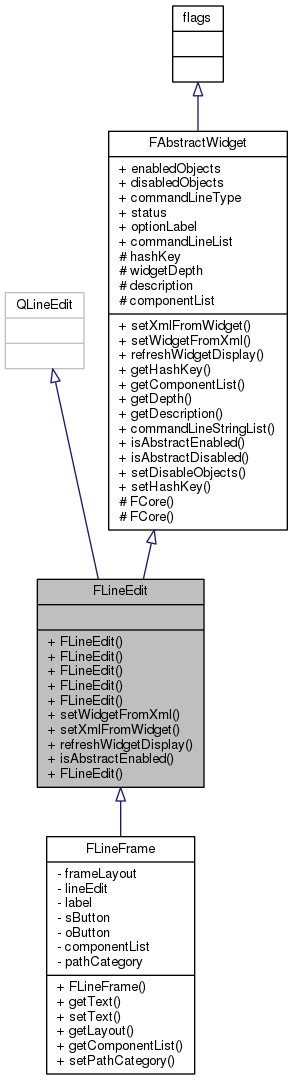 flags
FAbstractWidget
+ enabledObjects
+ disabledObjects
+ commandLineType
+ status
+ optionLabel
+ commandLineList
# hashKey
# widgetDepth
# description
# componentList
+ setXmlFromWidget()
+ setWidgetFromXml()
+ refreshWidgetDisplay()
+ getHashKey()
+ getComponentList()
+ getDepth()
+ getDescription()
+ commandLineStringList()
+ isAbstractEnabled()
+ isAbstractDisabled()
+ setDisableObjects()
+ setHashKey()
# FCore()
# FCore()
QLineEdit
FLineEdit
+ FLineEdit()
+ FLineEdit()
+ FLineEdit()
+ FLineEdit()
+ FLineEdit()
+ setWidgetFromXml()
+ setXmlFromWidget()
+ refreshWidgetDisplay()
+ isAbstractEnabled()
+ FLineEdit()
FLineFrame
- frameLayout
- lineEdit
- label
- sButton
- oButton
- componentList
- pathCategory
+ FLineFrame()
+ getText()
+ setText()
+ getLayout()
+ getComponentList()
+ setPathCategory()